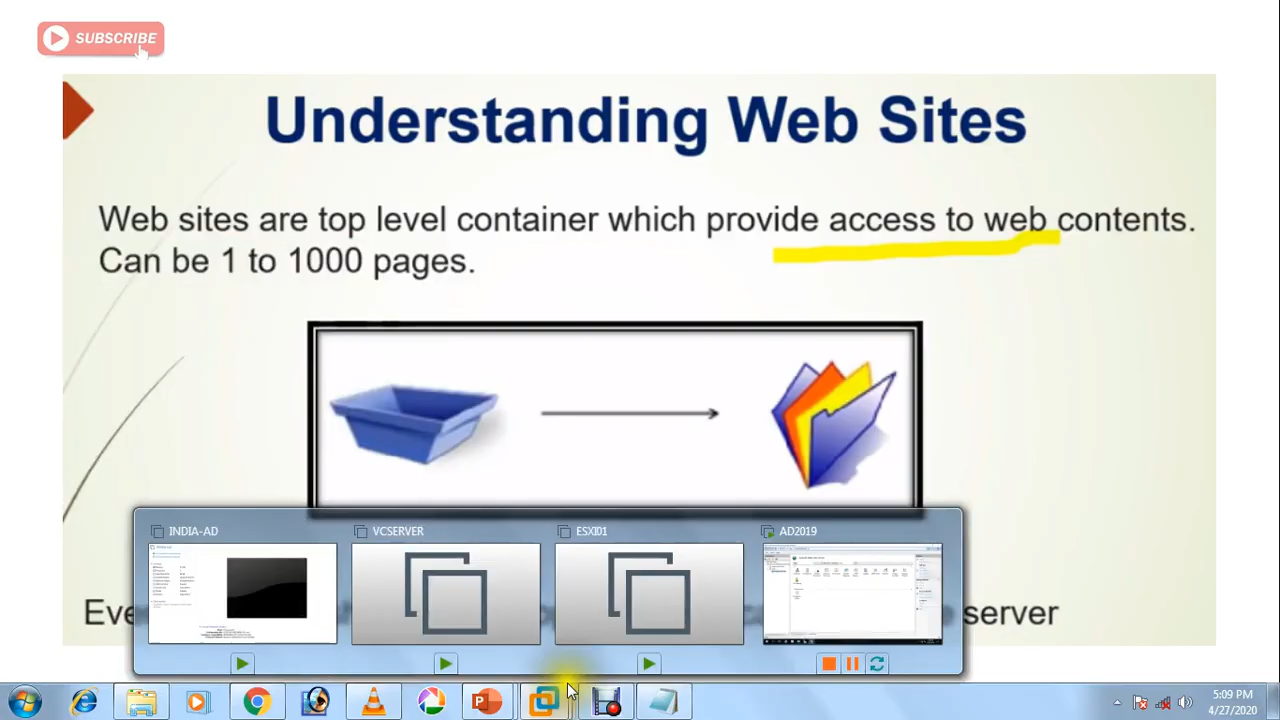 SUBSCRIBE
Understanding Web Sites
Web sites are top level container which provide access to web contents.
Can be 1 to 1000 pages.
INDIA-AD
VCSERVER
ESXI01
AD2019
server
5:09 PM
4/27/2020